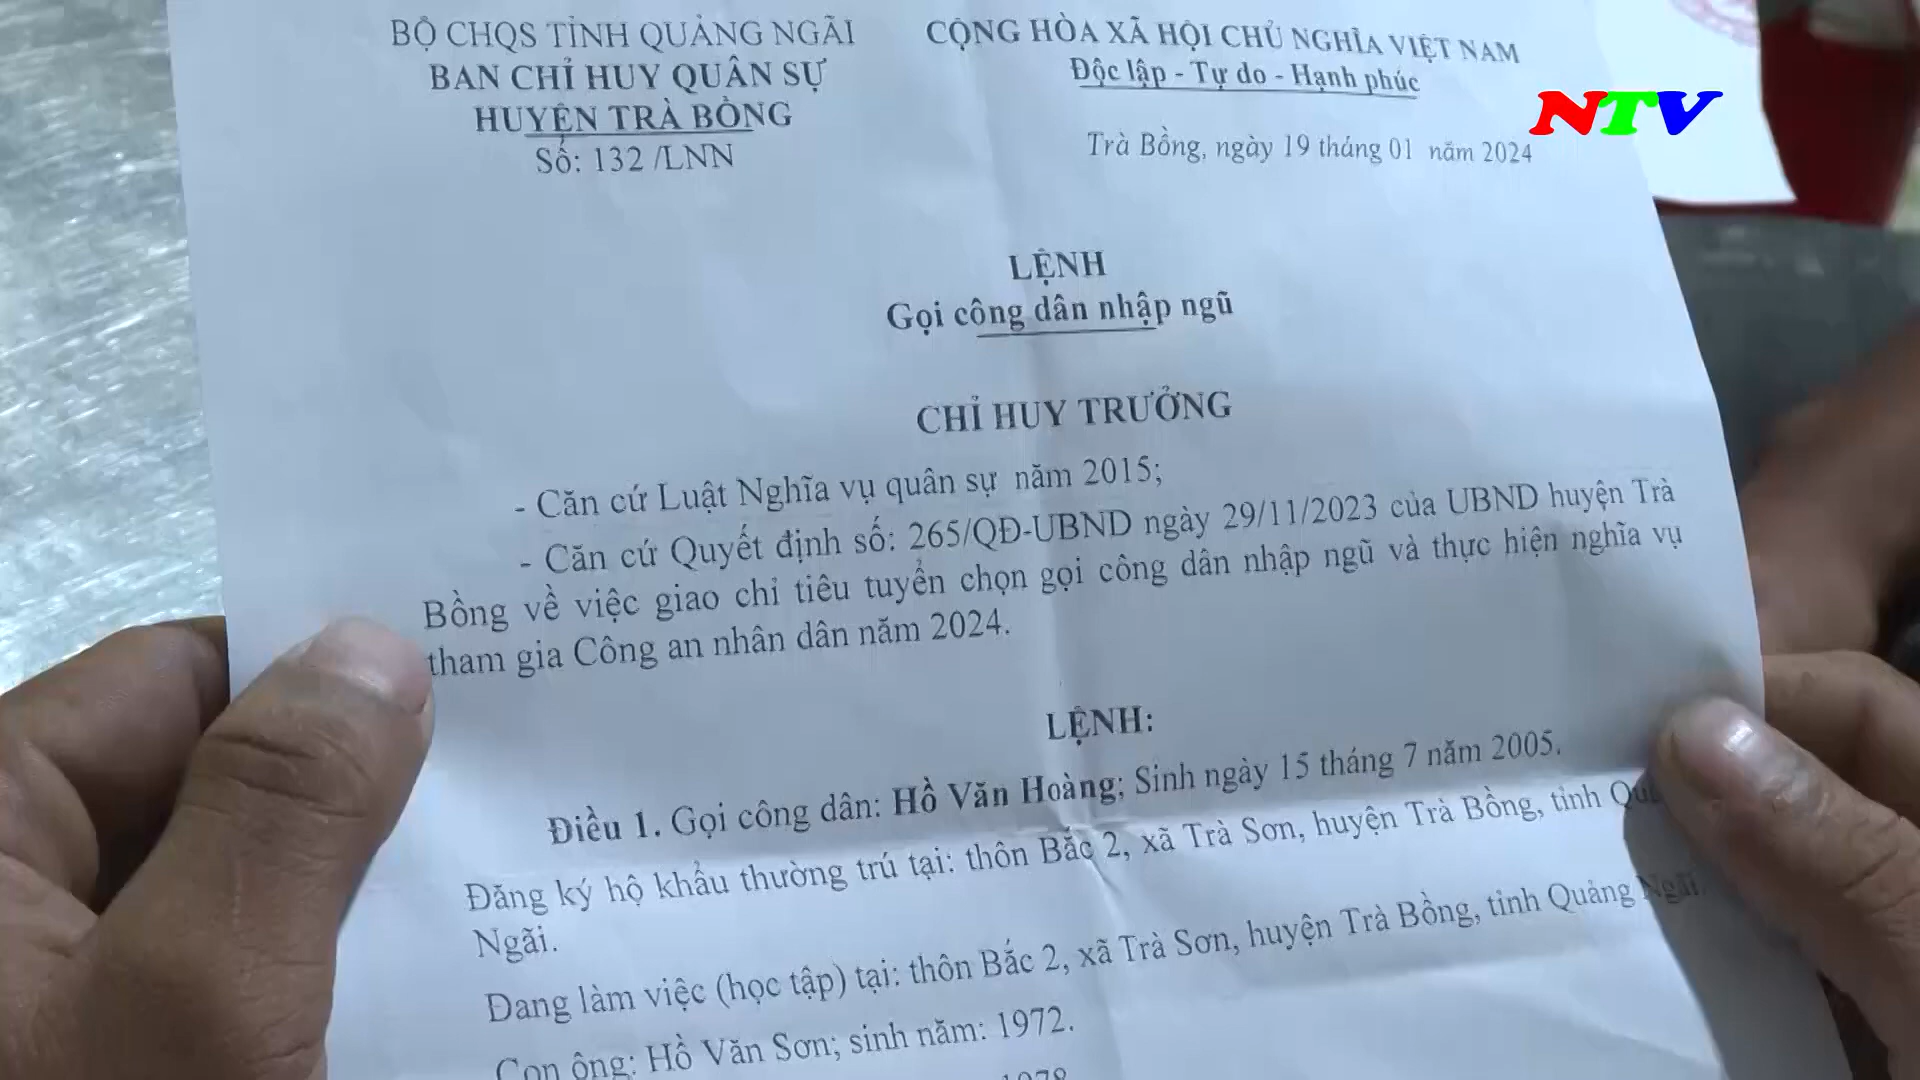 BỘ CHQS TỈNH QUẢNG NGÃI
BAN CHỈ HUY QUÂN SỰ
HUYỆN TRÀ BỒNG
Số: 132 /LNN
CỘNG HÒA XÃ HỘI CHỦ NGHĨA VIỆT NAM
Độc lập - Tự do - Hạnh phúc
NTV
Trà Bồng, ngày 19 tháng 01 năm 2024
LỆNH
Gọi công dân nhập ngũ
CHỈ HUY TRƯỞNG
- Căn cứ Luật Nghĩa vụ quân sự năm 2015;
- Căn cứ Quyết định số: 265/QĐ-UBND ngày 29/11/2023 của UBND huyện Trà
Bồng về việc giao chỉ tiêu tuyển chọn gọi công dân nhập ngũ và thực hiện nghĩa vụ
tham gia Công an nhân dân năm 2024.
LỆNH:
Điều 1. Gọi công dân: Hồ Văn Hoàng; Sinh ngày 15 tháng 7 năm 2005.
Đăng ký hộ khẩu thường trú tại: thôn Bắc 2, xã Trà Sơn, huyện Trà Bồng, tỉnh
Ngãi.
Đang làm việc (học tập) tại: thôn Bắc 2, xã Trà Sơn, huyện Trà Bồng, tỉnh Quảng Ngãi.
Con ông: Hồ Văn Sơn; sinh năm: 1972.